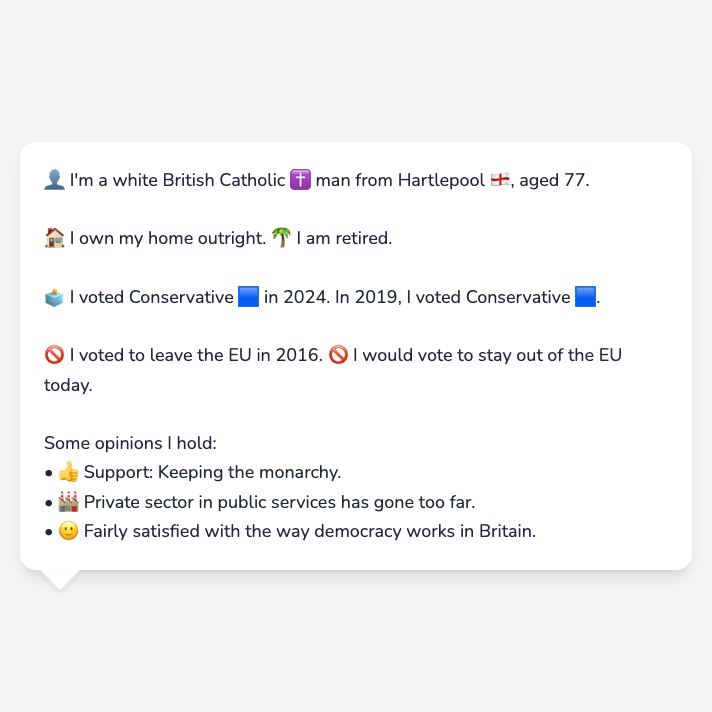 👤 I'm a white British Catholic ✝️ man from Hartlepool 🏴󠁧󠁢󠁥󠁮󠁧󠁿, aged 77.
🏠 I own my home outright. 🌴 I am retired.
🗳️ I voted Conservative 🟦 in 2024. In 2019, I voted Conservative 🟦.
🚫 I voted to leave the EU in 2016. 🚫 I would vote to stay out of the EU
today.
Some opinions I hold:
• 👍 Support: Keeping the monarchy.
• 🏭 Private sector in public services has gone too far.
• 🙂 Fairly satisfied with the way democracy works in Britain.